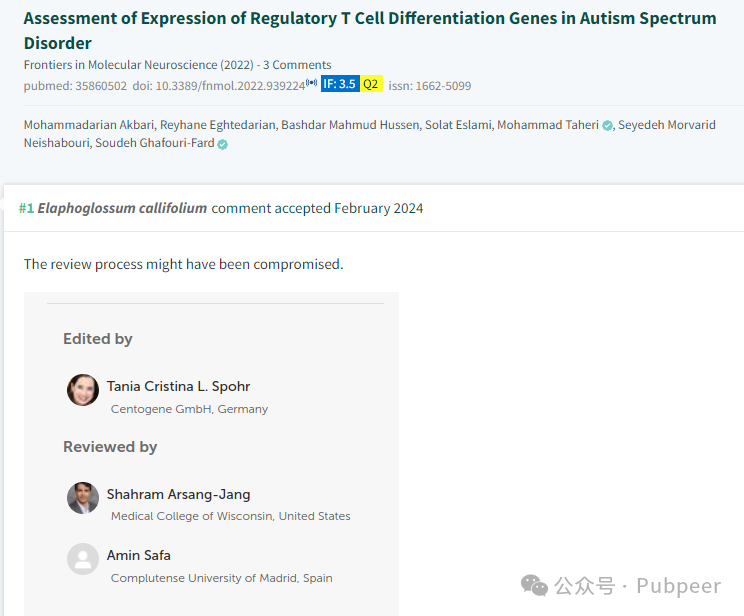 Assessment of Expression of Regulatory T Cell Differentiation Genes in Autism Spectrum
Disorder
Frontiers in Molecular Neuroscience (2022) - 3 Comments
pubmed: 35860502 doi: 10.3389/fnmol.2022.939224 IF: 3.5 Q2 issn: 1662-5099
Mohammadarian Akbari, Reyhane Eghtedarian, Bashdar Mahmud Hussen, Solat Eslami, Mohammad Taheri, Seyedeh Morvarid
Neishabouri, Soudeh Ghafouri-Fard
#1 Elaphoglossum callifolium comment accepted February 2024
The review process might have been compromised.
Edited by
Tania Cristina L. Spohr
Centogene GmbH, Germany
Reviewed by
Shahram Arsang-Jang
Medical College of Wisconsin, United States
Amin Safa
Complutense University of Madrid, Spain
公众号 · Pubpeer